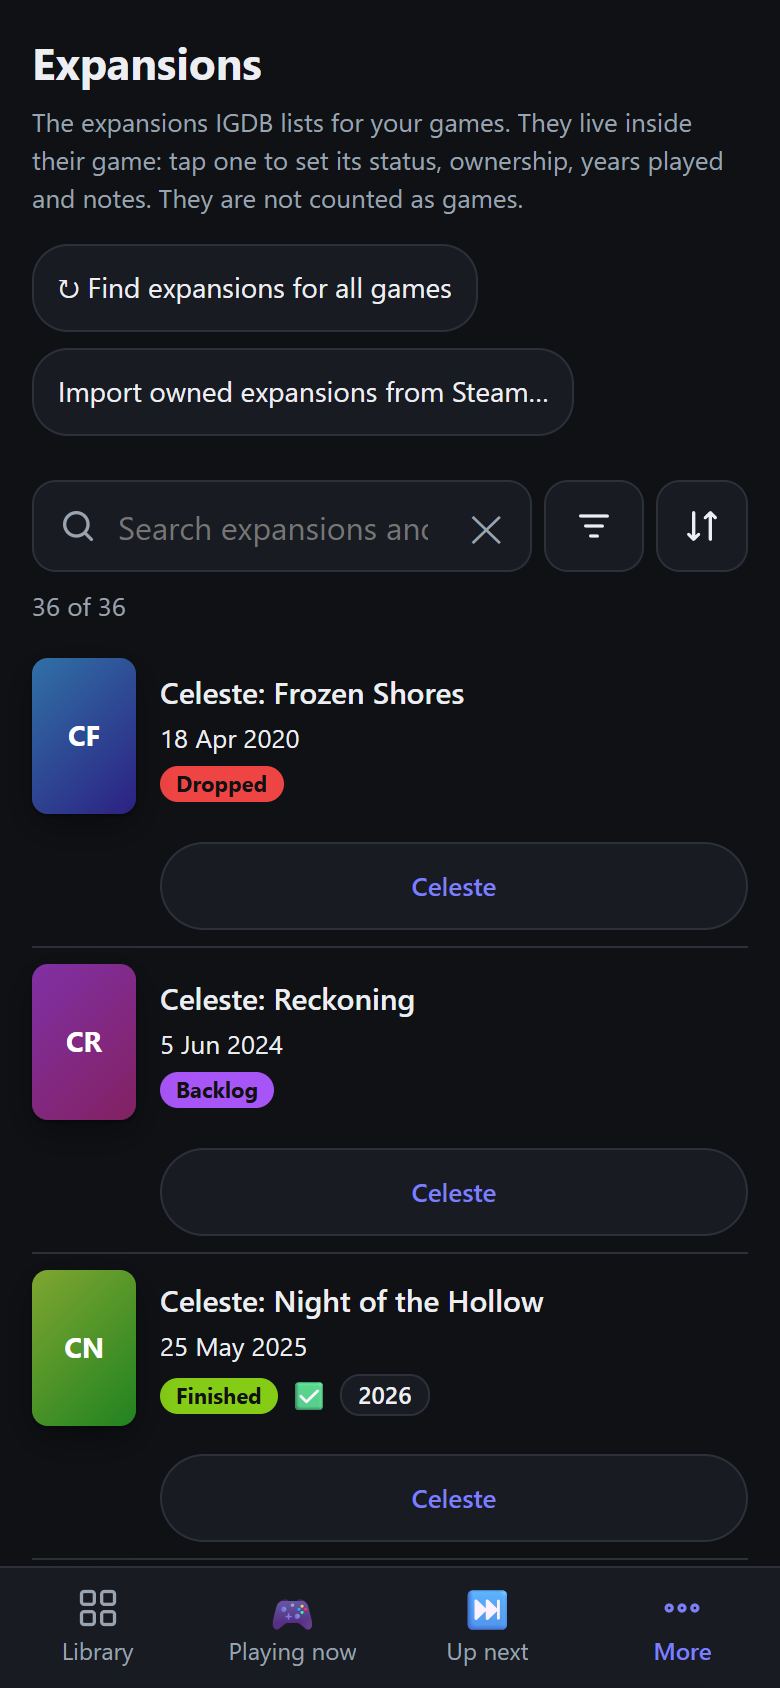 Expansions
The expansions IGDB lists for your games. They live inside
their game: tap one to set its status, ownership, years played
and notes. They are not counted as games.
↻ Find expansions for all games
Import owned expansions from Steam...
Search expansions and
36 of 36
CF
Celeste: Frozen Shores
18 Apr 2020
Dropped
Celeste
CR
Celeste: Reckoning
5 Jun 2024
Backlog
Celeste
CN
Celeste: Night of the Hollow
25 May 2025
Finished ✅ 2026
Celeste
Library
Playing now
Up next
More